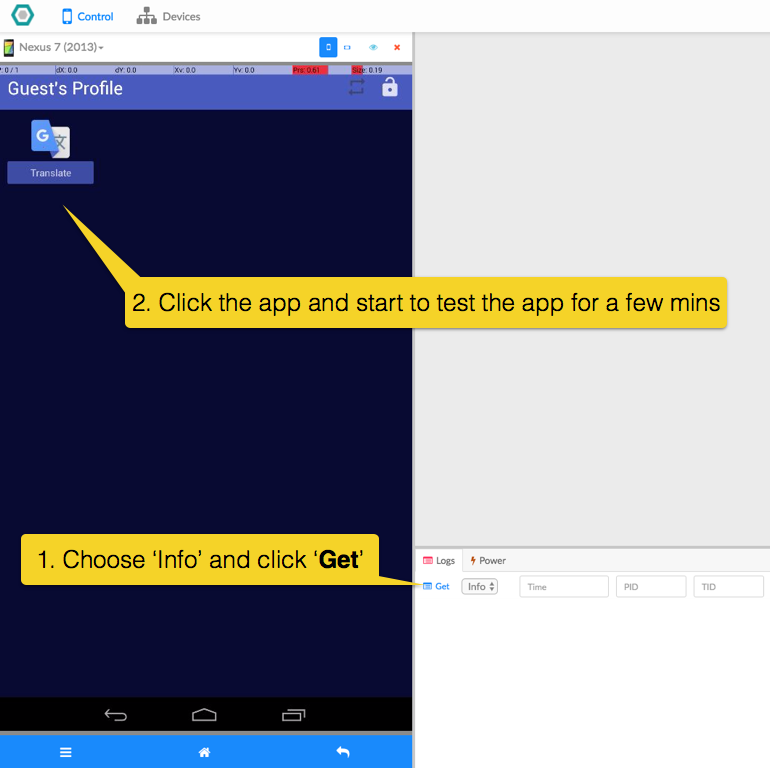 Control Devices
Nexus 7 (2013)
P: 0 / 1 dX: 0.0 dY: 0.0 Xv: 0.0 Yv: 0.0 Prs: 0.61 Size: 0.19
Guest's Profile
G 文
Translate
2. Click the app and start to test the app for a few mins
1. Choose ‘Info’ and click ‘Get’
Logs Power
Get Info Time PID TID